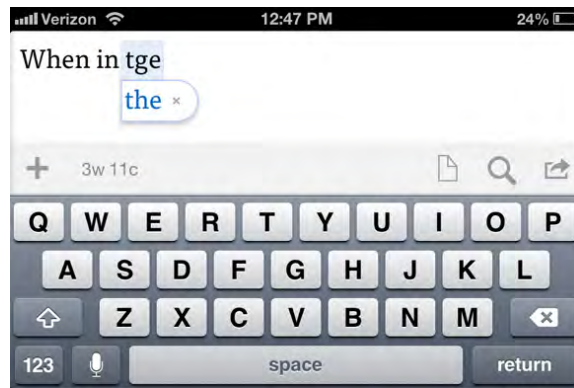 Verizon 12:47 PM 24%
When in tge
the ×
3w 11c
Q W E R T Y U I O P
A S D F G H J K L
Z X C V B N M
123 space return